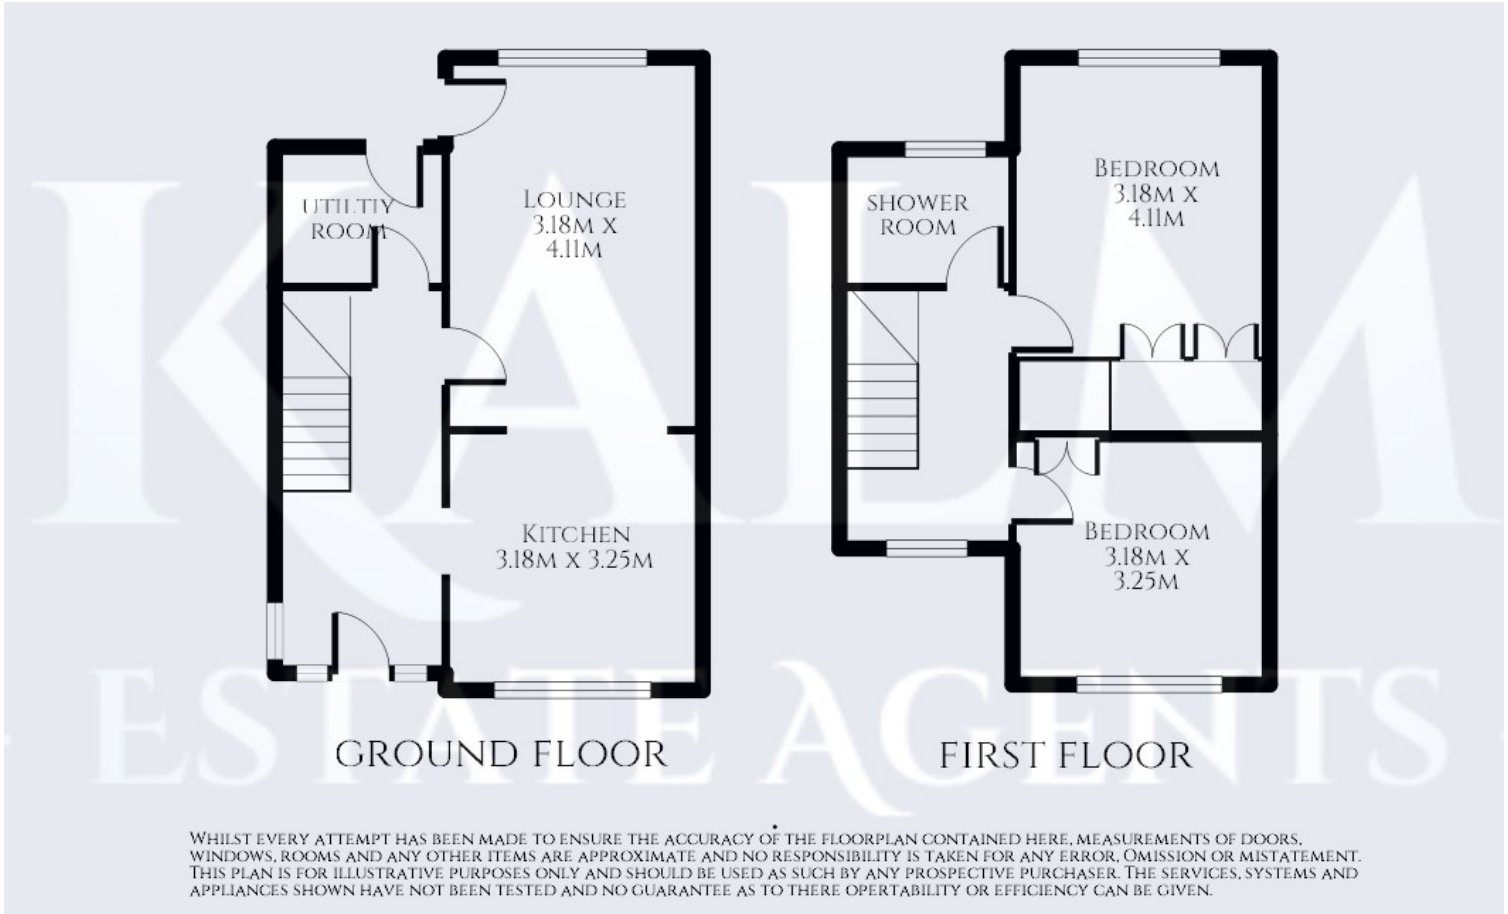 UTILTIY
ROOM
LOUNGE
3.18M X
4.11M
KITCHEN
3.18M X 3.25M
GROUND FLOOR
SHOWER
ROOM
BEDROOM
3.18M X
4.11M
BEDROOM
3.18M X
3.25M
FIRST FLOOR
KALM
ESTATE AGENTS
WHILST EVERY ATTEMPT HAS BEEN MADE TO ENSURE THE ACCURACY OF THE FLOORPLAN CONTAINED HERE, MEASUREMENTS OF DOORS,
WINDOWS, ROOMS AND ANY OTHER ITEMS ARE APPROXIMATE AND NO RESPONSIBILITY IS TAKEN FOR ANY ERROR, OMISSION OR MISTATEMENT.
THIS PLAN IS FOR ILLUSTRATIVE PURPOSES ONLY AND SHOULD BE USED AS SUCH BY ANY PROSPECTIVE PURCHASER. THE SERVICES, SYSTEMS AND
APPLIANCES SHOWN HAVE NOT BEEN TESTED AND NO GUARANTEE AS TO THERE OPERTABILITY OR EFFICIENCY CAN BE GIVEN.